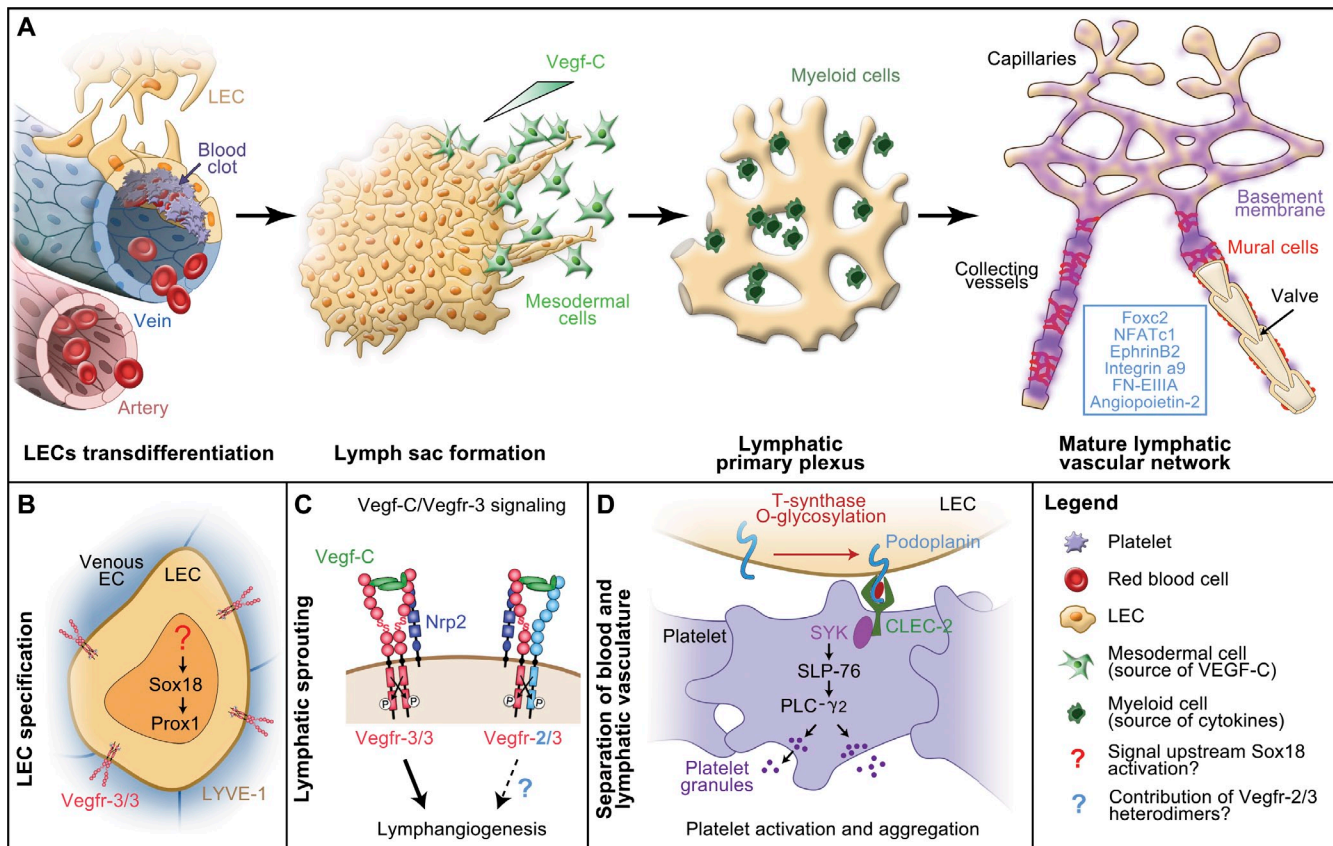 A
LEC
Blood
clot
Vein
Artery
LECs transdifferentiation
Vegf-C
Mesodermal
cells
Lymph sac formation
Myeloid cells
Lymphatic
primary plexus
Capillaries
Basement
membrane
Mural cells
Collecting
vessels
Valve
Foxc2
NFATc1
EphrinB2
Integrin a9
FN-EIIIA
Angiopoietin-2
Mature lymphatic
vascular network
B
LEC specification
Venous
EC
LEC
?
Sox18
Prox1
Vegfr-3/3
LYVE-1
C
Lymphatic sprouting
Vegf-C/Vegfr-3 signaling
Vegf-C
Nrp2
P
P
P
P
Vegfr-3/3
Vegfr-2/3
?
Lymphangiogenesis
D
Separation of blood and
lymphatic vasculature
T-synthase
O-glycosylation
LEC
Podoplanin
Platelet
SYK
CLEC-2
SLP-76
PLC-γ2
Platelet
granules
Platelet activation and aggregation
Legend
Platelet
Red blood cell
LEC
Mesodermal cell
(source of VEGF-C)
Myeloid cell
(source of cytokines)
? Signal upstream Sox18
activation?
? Contribution of Vegfr-2/3
heterodimers?